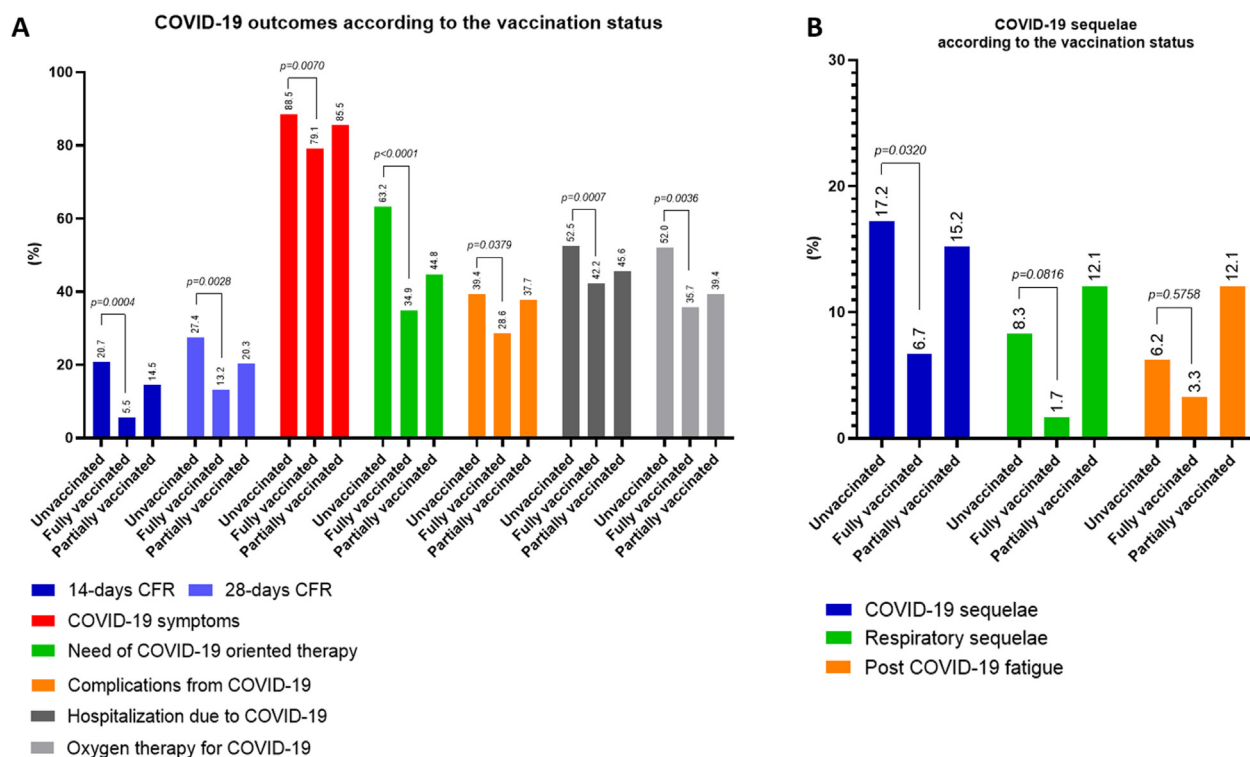 A
COVID-19 outcomes according to the vaccination status
(%)
100
80
60
40
20
0
p=0.0004
20.7
5.5
14.5
p=0.0028
27.4
13.2
20.3
p=0.0070
88.5
79.1
85.5
p<0.0001
63.2
34.9
44.8
p=0.0379
39.4
28.6
37.7
p=0.0007
52.5
42.2
45.6
p=0.0036
52.0
35.7
39.4
Unvaccinated
Fully vaccinated
Partially vaccinated
Unvaccinated
Fully vaccinated
Partially vaccinated
Unvaccinated
Fully vaccinated
Partially vaccinated
Unvaccinated
Fully vaccinated
Partially vaccinated
Unvaccinated
Fully vaccinated
Partially vaccinated
Unvaccinated
Fully vaccinated
Partially vaccinated
Unvaccinated
Fully vaccinated
Partially vaccinated
14-days CFR 28-days CFR
COVID-19 symptoms
Need of COVID-19 oriented therapy
Complications from COVID-19
Hospitalization due to COVID-19
Oxygen therapy for COVID-19
B
COVID-19 sequelae
according to the vaccination status
(%)
30
20
10
0
p=0.0320
17.2
6.7
15.2
p=0.0816
8.3
1.7
12.1
p=0.5758
6.2
3.3
12.1
Unvaccinated
Fully vaccinated
Partially vaccinated
Unvaccinated
Fully vaccinated
Partially vaccinated
Unvaccinated
Fully vaccinated
Partially vaccinated
COVID-19 sequelae
Respiratory sequelae
Post COVID-19 fatigue